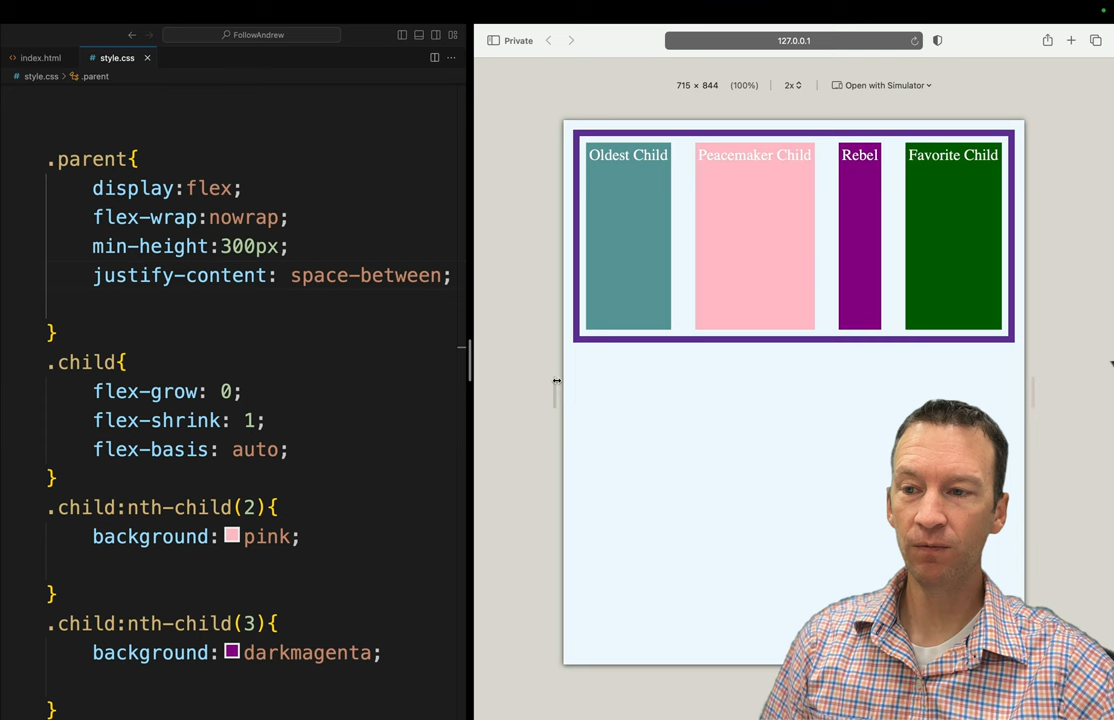 FollowAndrew
index.html
style.css
style.css > .parent
.parent{
display:flex;
flex-wrap:nowrap;
min-height:300px;
justify-content: space-between;
}
.child{
flex-grow: 0;
flex-shrink: 1;
flex-basis: auto;
}
.child:nth-child(2){
background:pink;
}
.child:nth-child(3){
background:darkmagenta;
}
Private
127.0.0.1
715 × 844 (100%) 2x Open with Simulator
Oldest Child
Peacemaker Child
Rebel
Favorite Child